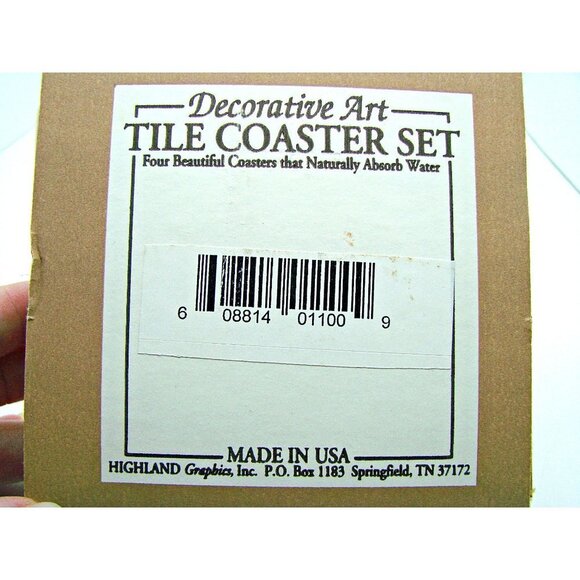 Decorative Art
TILE COASTER SET
Four Beautiful Coasters that Naturally Absorb Water
6 08814 01100 9
MADE IN USA
HIGHLAND Graphics, Inc. P.O. Box 1183 Springfield, TN 37172